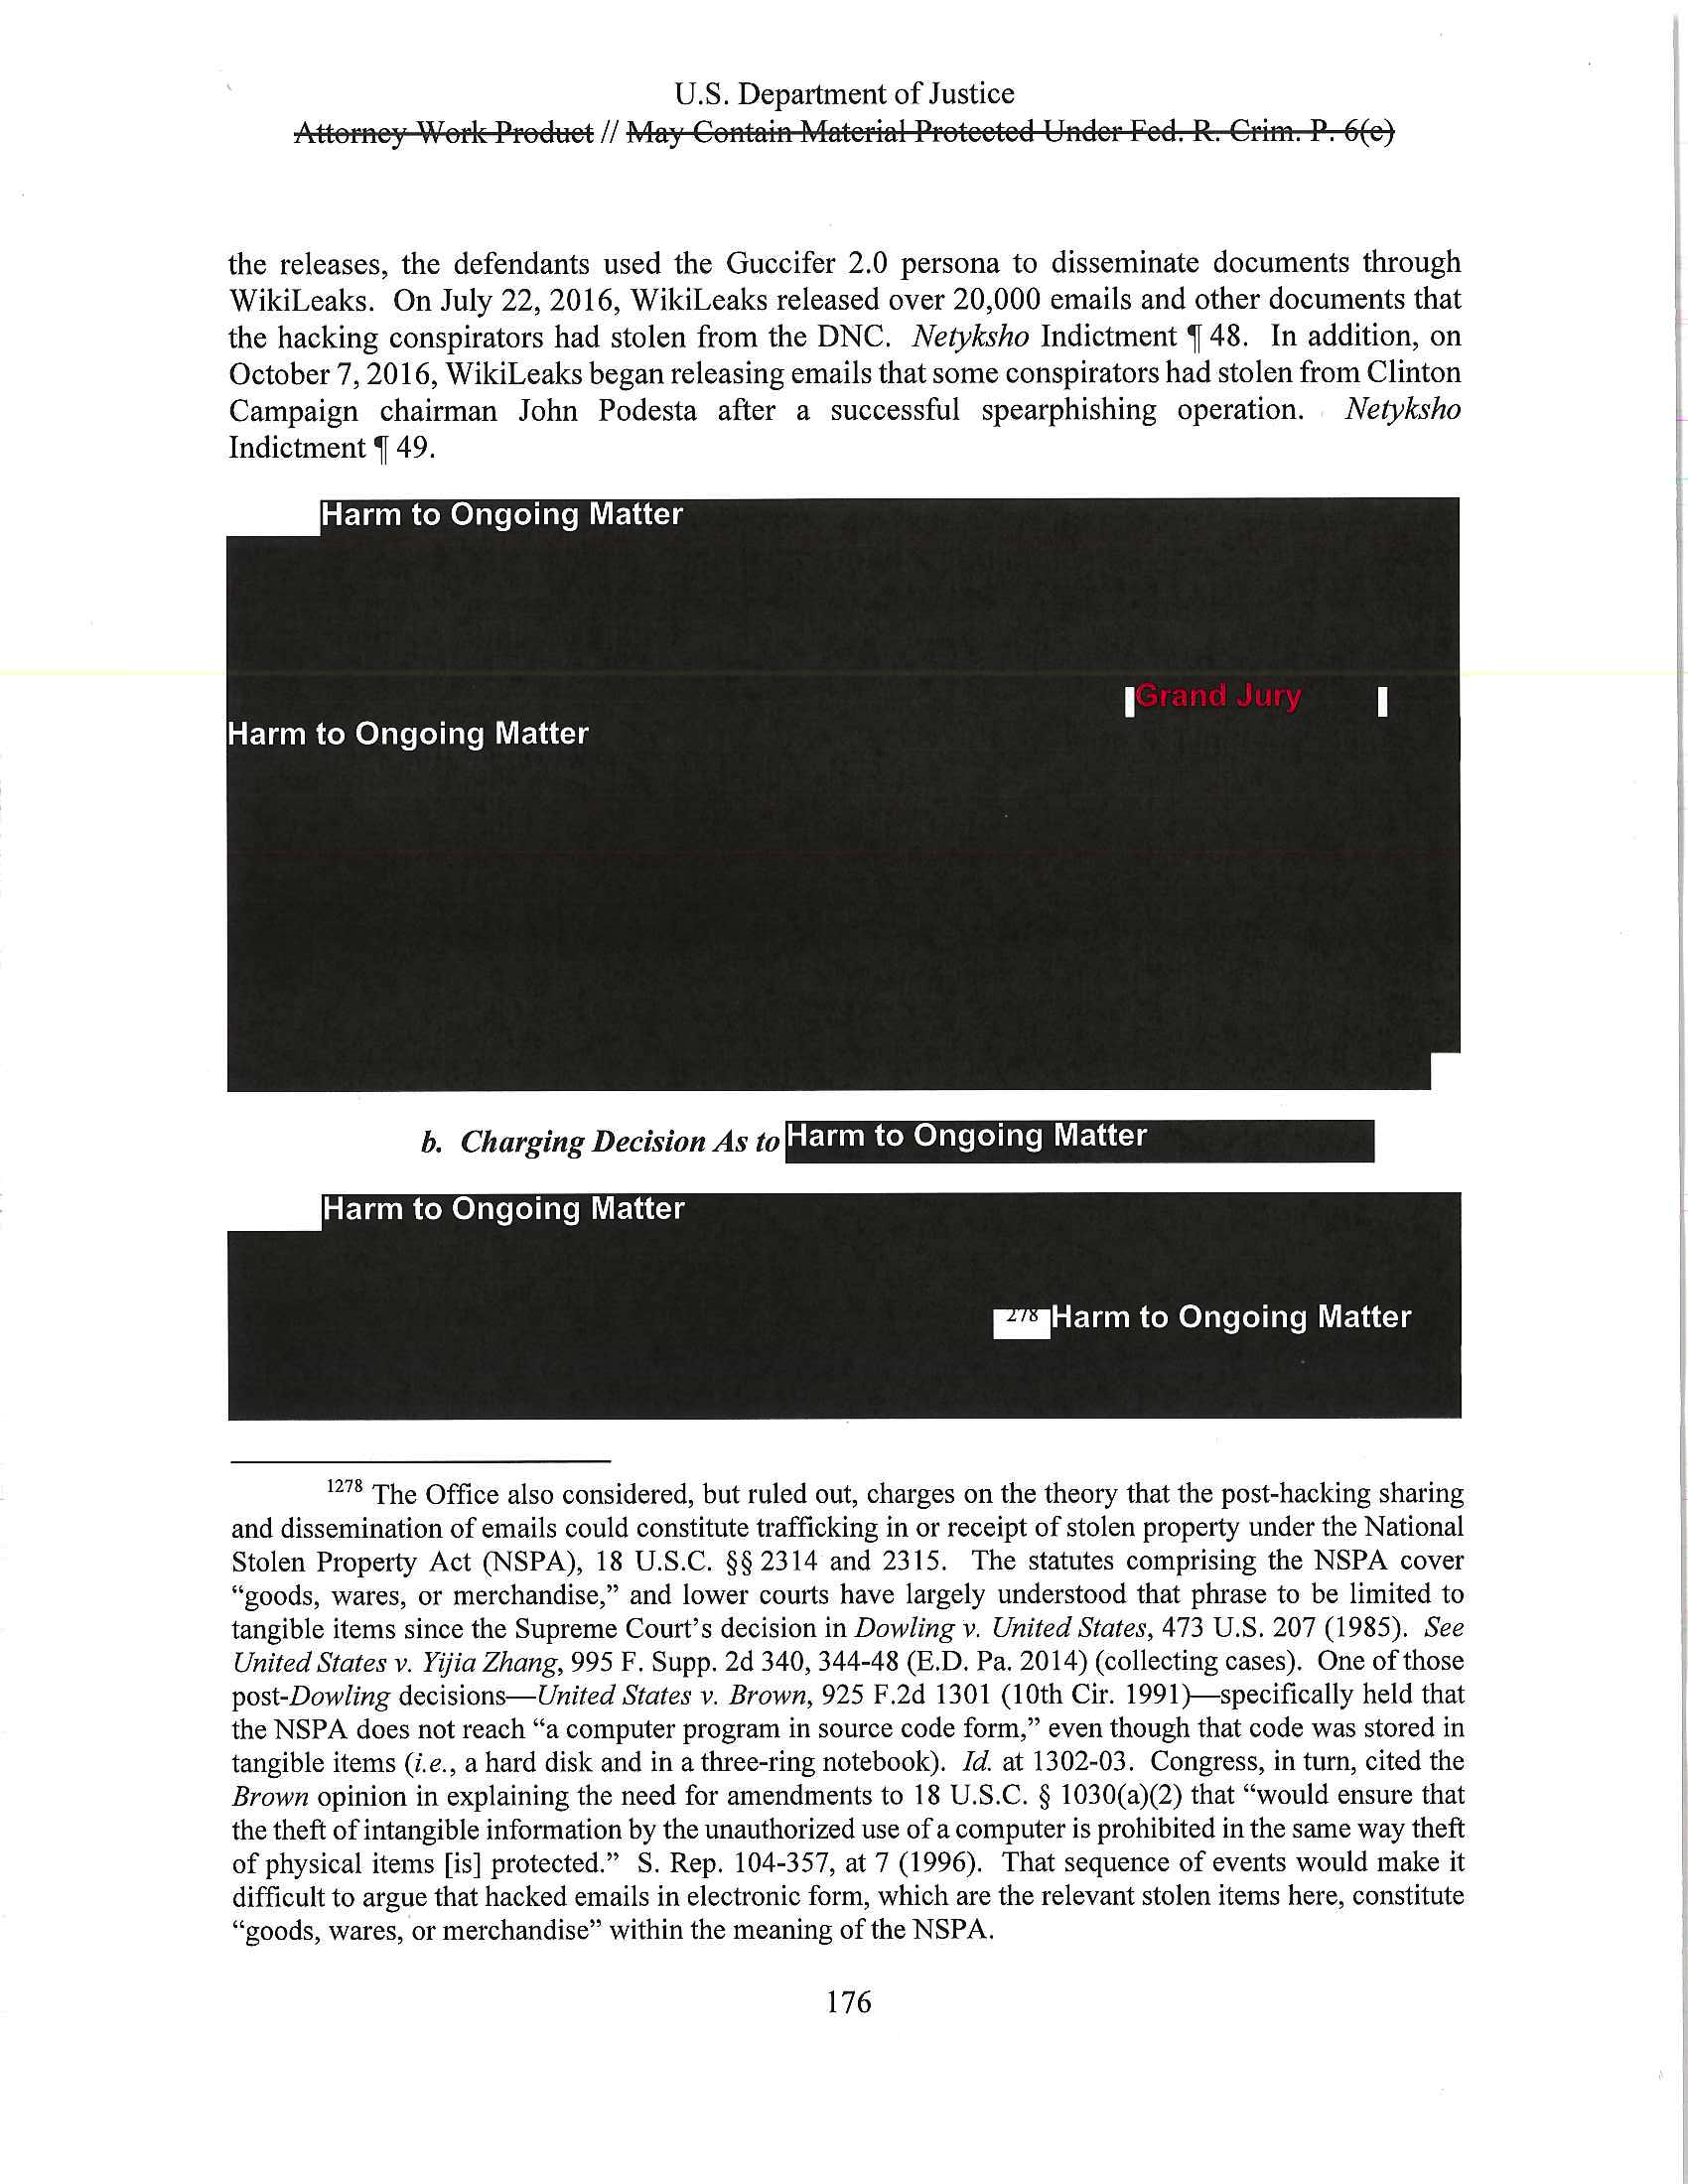 U.S. Department of Justice
Attorney Work Product // May Contain Material Protected Under Fed. R. Crim. P. 6(e)
the releases, the defendants used the Guccifer 2.0 persona to disseminate documents through
WikiLeaks. On July 22, 2016, WikiLeaks released over 20,000 emails and other documents that
the hacking conspirators had stolen from the DNC. Netyksho Indictment ¶ 48. In addition, on
October 7, 2016, WikiLeaks began releasing emails that some conspirators had stolen from Clinton
Campaign chairman John Podesta after a successful spearphishing operation. Netyksho
Indictment ¶ 49.
Harm to Ongoing Matter
Grand Jury
Harm to Ongoing Matter
b. Charging Decision As to Harm to Ongoing Matter
Harm to Ongoing Matter
278 Harm to Ongoing Matter
1278 The Office also considered, but ruled out, charges on the theory that the post-hacking sharing
and dissemination of emails could constitute trafficking in or receipt of stolen property under the National
Stolen Property Act (NSPA), 18 U.S.C. §§ 2314 and 2315. The statutes comprising the NSPA cover
“goods, wares, or merchandise,” and lower courts have largely understood that phrase to be limited to
tangible items since the Supreme Court’s decision in Dowling v. United States, 473 U.S. 207 (1985). See
United States v. Yijia Zhang, 995 F. Supp. 2d 340, 344-48 (E.D. Pa. 2014) (collecting cases). One of those
post-Dowling decisions—United States v. Brown, 925 F.2d 1301 (10th Cir. 1991)—specifically held that
the NSPA does not reach “a computer program in source code form,” even though that code was stored in
tangible items (i.e., a hard disk and in a three-ring notebook). Id. at 1302-03. Congress, in turn, cited the
Brown opinion in explaining the need for amendments to 18 U.S.C. § 1030(a)(2) that “would ensure that
the theft of intangible information by the unauthorized use of a computer is prohibited in the same way theft
of physical items [is] protected.” S. Rep. 104-357, at 7 (1996). That sequence of events would make it
difficult to argue that hacked emails in electronic form, which are the relevant stolen items here, constitute
“goods, wares, or merchandise” within the meaning of the NSPA.
176